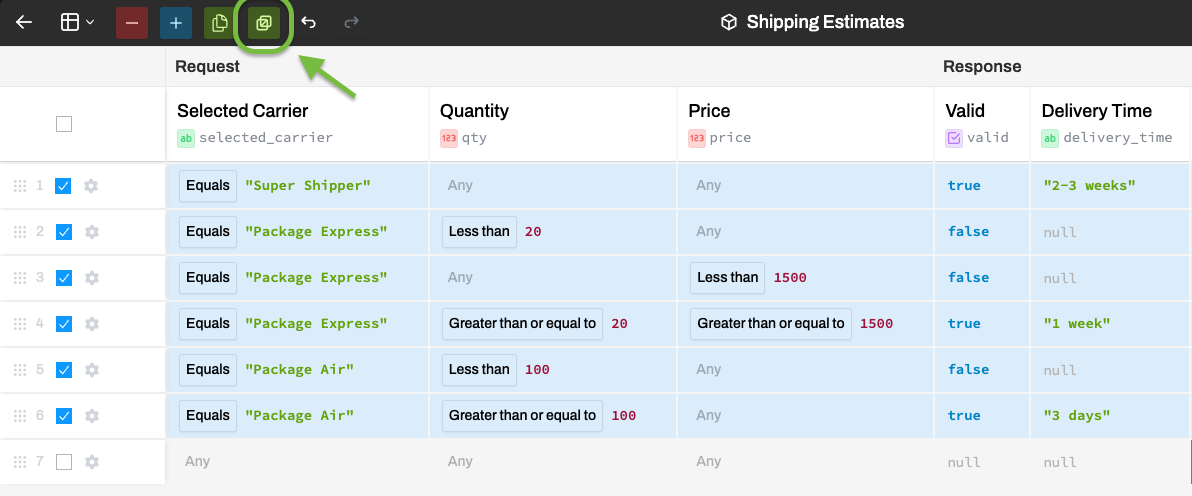 Shipping Estimates
Request Response
Selected Carrier Quantity Price Valid Delivery Time
ab selected_carrier 123 qty 123 price valid ab delivery_time
1 Equals "Super Shipper" Any Any true "2-3 weeks"
2 Equals "Package Express" Less than 20 Any false null
3 Equals "Package Express" Any Less than 1500 false null
4 Equals "Package Express" Greater than or equal to 20 Greater than or equal to 1500 true "1 week"
5 Equals "Package Air" Less than 100 Any false null
6 Equals "Package Air" Greater than or equal to 100 Any true "3 days"
7 Any Any Any null null